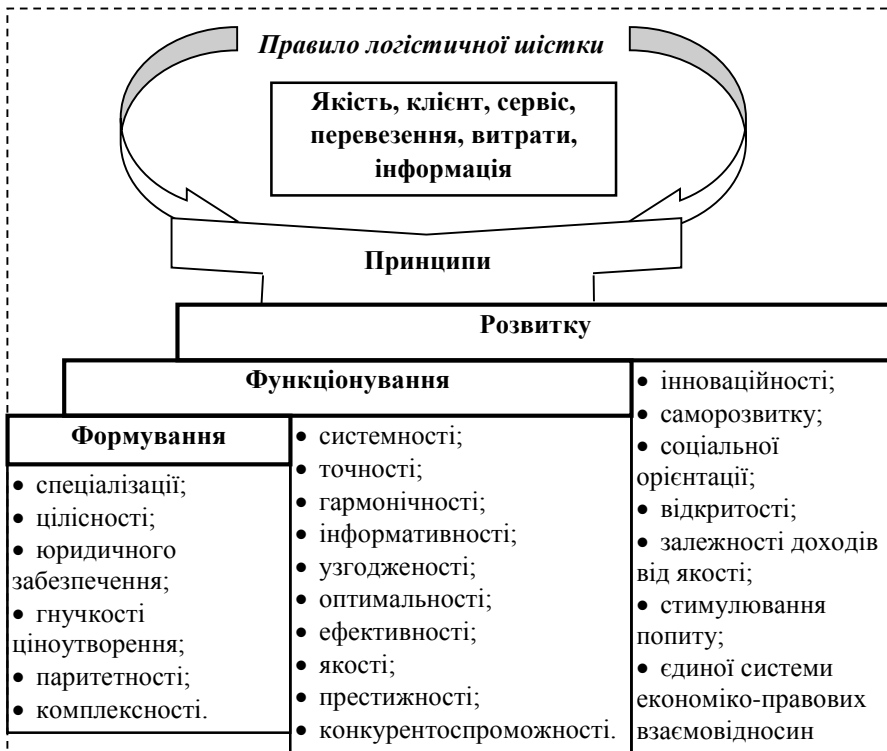 Правило логістичної шістки
Якість, клієнт, сервіс,
перевезення, витрати,
інформація
Принципи
Розвитку
Функціонування
Формування
• спеціалізації;
• цілісності;
• юридичного
забезпечення;
• гнучкості
ціноутворення;
• паритетності;
• комплексності.
• системності;
• точності;
• гармонічності;
• інформативності;
• узгодженості;
• оптимальності;
• ефективності;
• якості;
• престижності;
• конкурентоспроможності.
• інноваційності;
• саморозвитку;
• соціальної
орієнтації;
• відкритості;
• залежності доходів
від якості;
• стимулювання
попиту;
• єдиної системи
економіко-правових
взаємовідносин